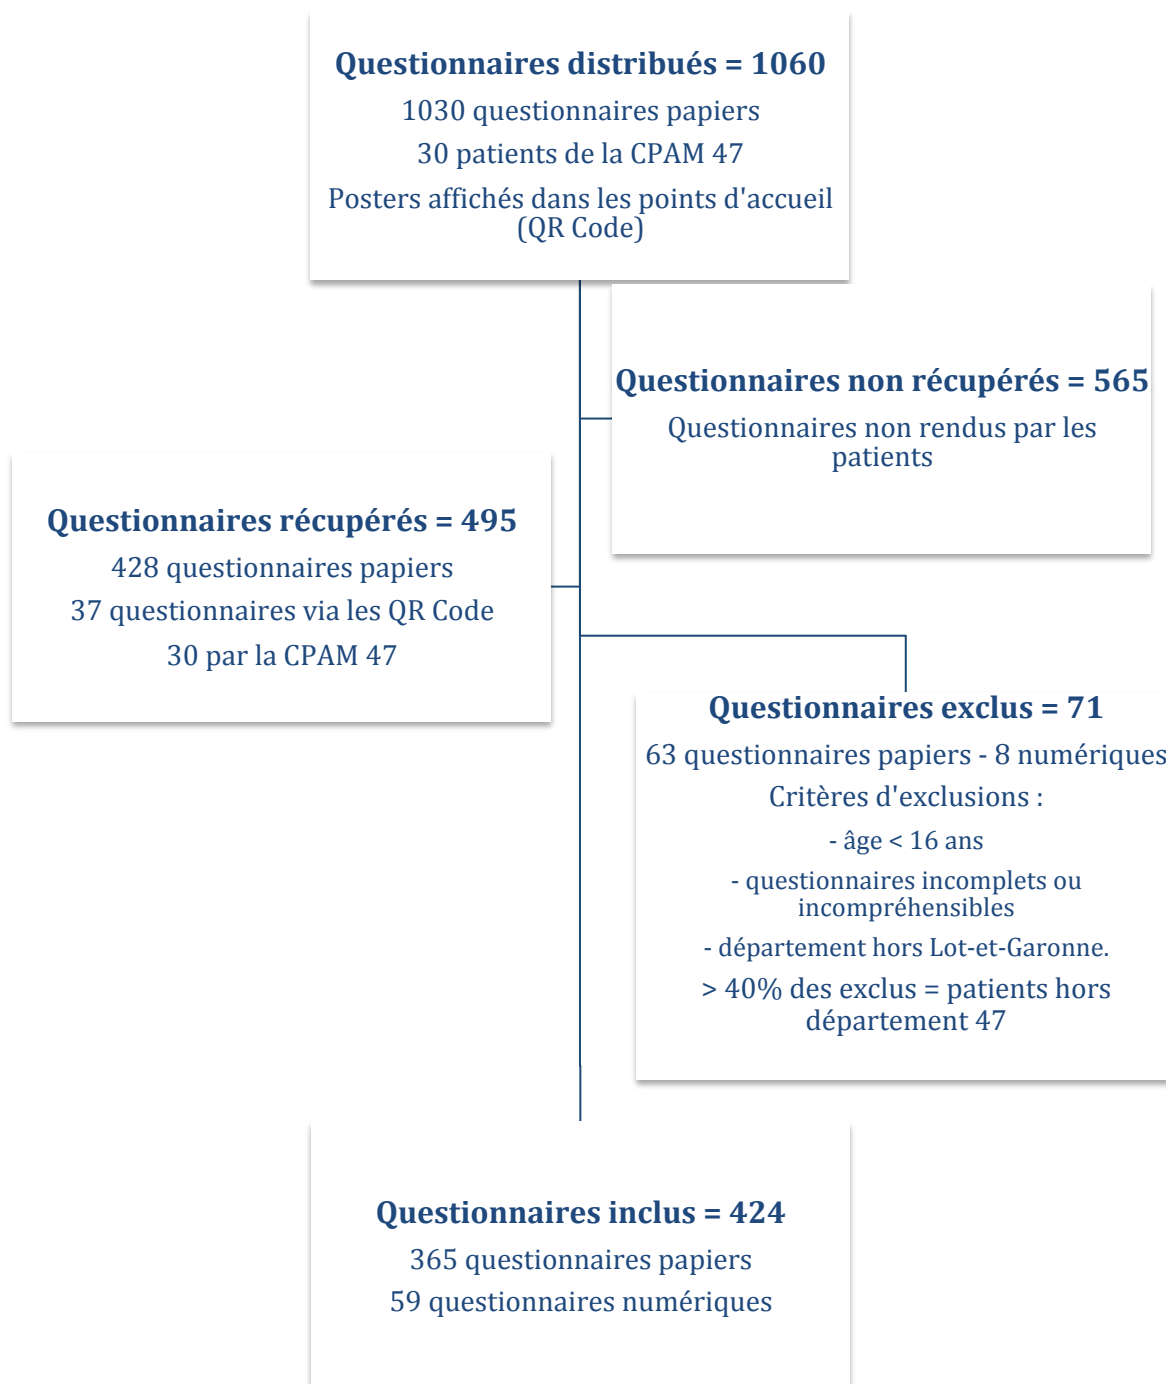 Questionnaires distribués = 1060
1030 questionnaires papiers
30 patients de la CPAM 47
Posters affichés dans les points d'accueil
(QR Code)
Questionnaires non récupérés = 565
Questionnaires non rendus par les
patients
Questionnaires récupérés = 495
428 questionnaires papiers
37 questionnaires via les QR Code
30 par la CPAM 47
Questionnaires exclus = 71
63 questionnaires papiers - 8 numériques
Critères d'exclusions :
- âge < 16 ans
- questionnaires incomplets ou
incompréhensibles
- département hors Lot-et-Garonne.
> 40% des exclus = patients hors
département 47
Questionnaires inclus = 424
365 questionnaires papiers
59 questionnaires numériques